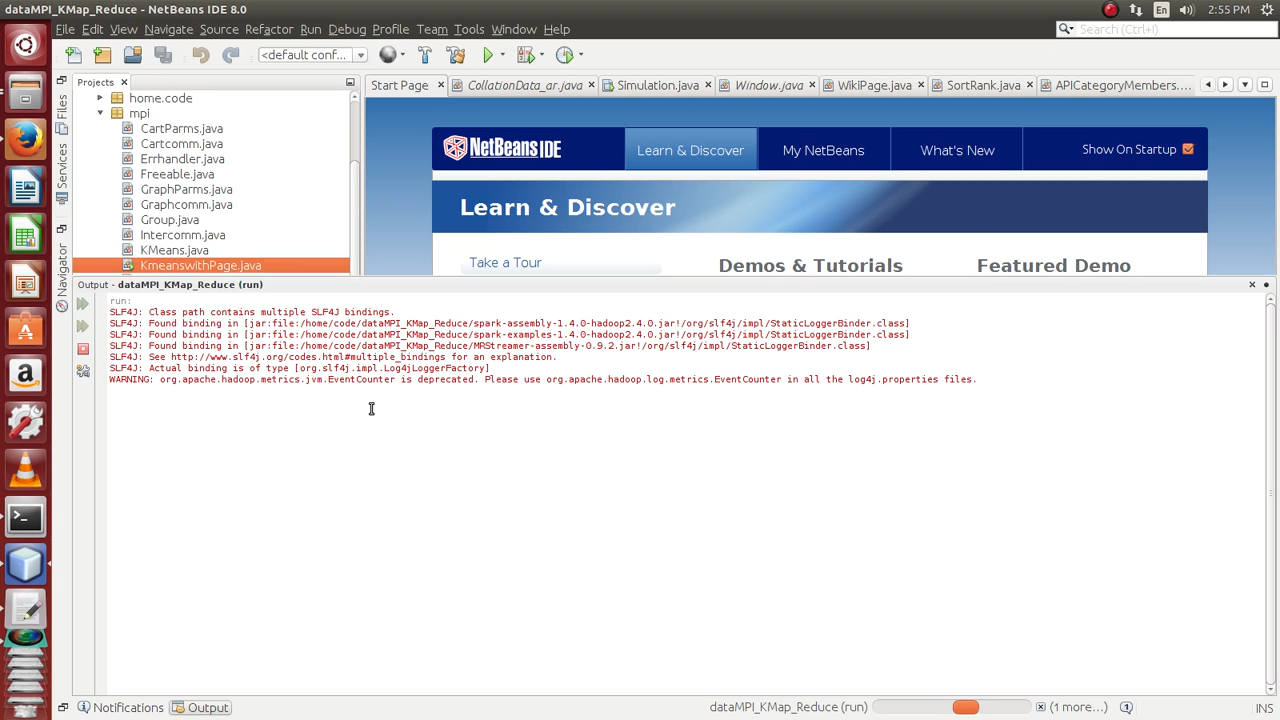 dataMPI_KMap_Reduce - NetBeans IDE 8.0
En
2:55 PM
File Edit View Navigate Source Refactor Run Debug Profile Team Tools Window Help
Search (Ctrl+I)
<default conf...
Projects
Start Page
CollationData_ar.java
Simulation.java
Window.java
WikiPage.java
SortRank.java
APICategoryMembers....
Files
Services
Navigator
home.code
mpi
CartParms.java
Cartcomm.java
Errhandler.java
Freeable.java
GraphParms.java
Graphcomm.java
Group.java
Intercomm.java
KMeans.java
KmeanswithPage.java
NetBeans IDE
Learn & Discover
My NetBeans
What's New
Show On Startup
Learn & Discover
Take a Tour
Demos & Tutorials
Featured Demo
Output - dataMPI_KMap_Reduce (run)
run:
SLF4J: Class path contains multiple SLF4J bindings.
SLF4J: Found binding in [jar:file:/home/code/dataMPI_KMap_Reduce/spark-assembly-1.4.0-hadoop2.4.0.jar!/org/slf4j/impl/StaticLoggerBinder.class]
SLF4J: Found binding in [jar:file:/home/code/dataMPI_KMap_Reduce/spark-examples-1.4.0-hadoop2.4.0.jar!/org/slf4j/impl/StaticLoggerBinder.class]
SLF4J: Found binding in [jar:file:/home/code/dataMPI_KMap_Reduce/MRStreamer-assembly-0.9.2.jar!/org/slf4j/impl/StaticLoggerBinder.class]
SLF4J: See http://www.slf4j.org/codes.html#multiple_bindings for an explanation.
SLF4J: Actual binding is of type [org.slf4j.impl.Log4jLoggerFactory]
WARNING: org.apache.hadoop.metrics.jvm.EventCounter is deprecated. Please use org.apache.hadoop.log.metrics.EventCounter in all the log4j.properties files.
Notifications
Output
dataMPI_KMap_Reduce (run)
(1 more...)
INS